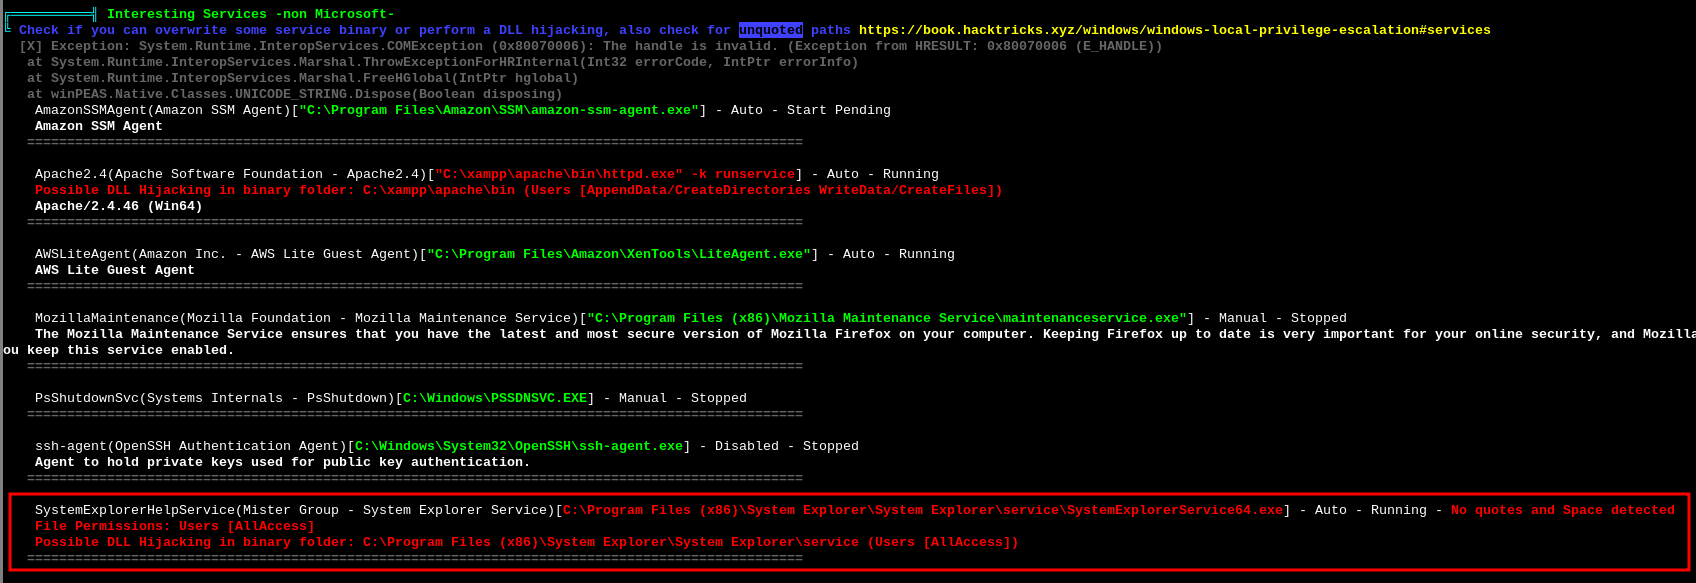 ╔══════════╣ Interesting Services -non Microsoft-
╚ Check if you can overwrite some service binary or perform a DLL hijacking, also check for unquoted paths https://book.hacktricks.xyz/windows/windows-local-privilege-escalation#services
[X] Exception: System.Runtime.InteropServices.COMException (0x80070006): The handle is invalid. (Exception from HRESULT: 0x80070006 (E_HANDLE))
at System.Runtime.InteropServices.Marshal.ThrowExceptionForHRInternal(Int32 errorCode, IntPtr errorInfo)
at System.Runtime.InteropServices.Marshal.FreeHGlobal(IntPtr hglobal)
at winPEAS.Native.Classes.UNICODE_STRING.Dispose(Boolean disposing)
AmazonSSMAgent(Amazon SSM Agent)["C:\Program Files\Amazon\SSM\amazon-ssm-agent.exe"] - Auto - Start Pending
Amazon SSM Agent
=================================================================================================
Apache2.4(Apache Software Foundation - Apache2.4)["C:\xampp\apache\bin\httpd.exe" -k runservice] - Auto - Running
Possible DLL Hijacking in binary folder: C:\xampp\apache\bin (Users [AppendData/CreateDirectories WriteData/CreateFiles])
Apache/2.4.46 (Win64)
=================================================================================================
AWSLiteAgent(Amazon Inc. - AWS Lite Guest Agent)["C:\Program Files\Amazon\XenTools\LiteAgent.exe"] - Auto - Running
AWS Lite Guest Agent
=================================================================================================
MozillaMaintenance(Mozilla Foundation - Mozilla Maintenance Service)["C:\Program Files (x86)\Mozilla Maintenance Service\maintenanceservice.exe"] - Manual - Stopped
The Mozilla Maintenance Service ensures that you have the latest and most secure version of Mozilla Firefox on your computer. Keeping Firefox up to date is very important for your online security, and Mozilla
ou keep this service enabled.
=================================================================================================
PsShutdownSvc(Systems Internals - PsShutdown)[C:\Windows\PSSDNSVC.EXE] - Manual - Stopped
=================================================================================================
ssh-agent(OpenSSH Authentication Agent)[C:\Windows\System32\OpenSSH\ssh-agent.exe] - Disabled - Stopped
Agent to hold private keys used for public key authentication.
=================================================================================================
SystemExplorerHelpService(Mister Group - System Explorer Service)[C:\Program Files (x86)\System Explorer\System Explorer\service\SystemExplorerService64.exe] - Auto - Running - No quotes and Space detected
File Permissions: Users [AllAccess]
Possible DLL Hijacking in binary folder: C:\Program Files (x86)\System Explorer\System Explorer\service (Users [AllAccess])
=================================================================================================